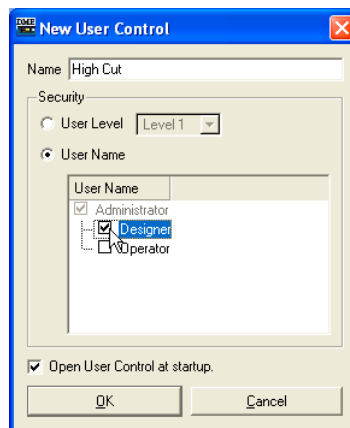 DME
New User Control
Name High Cut
Security
User Level Level 1
User Name
User Name
Administrator
Designer
Operator
Open User Control at startup.
OK Cancel